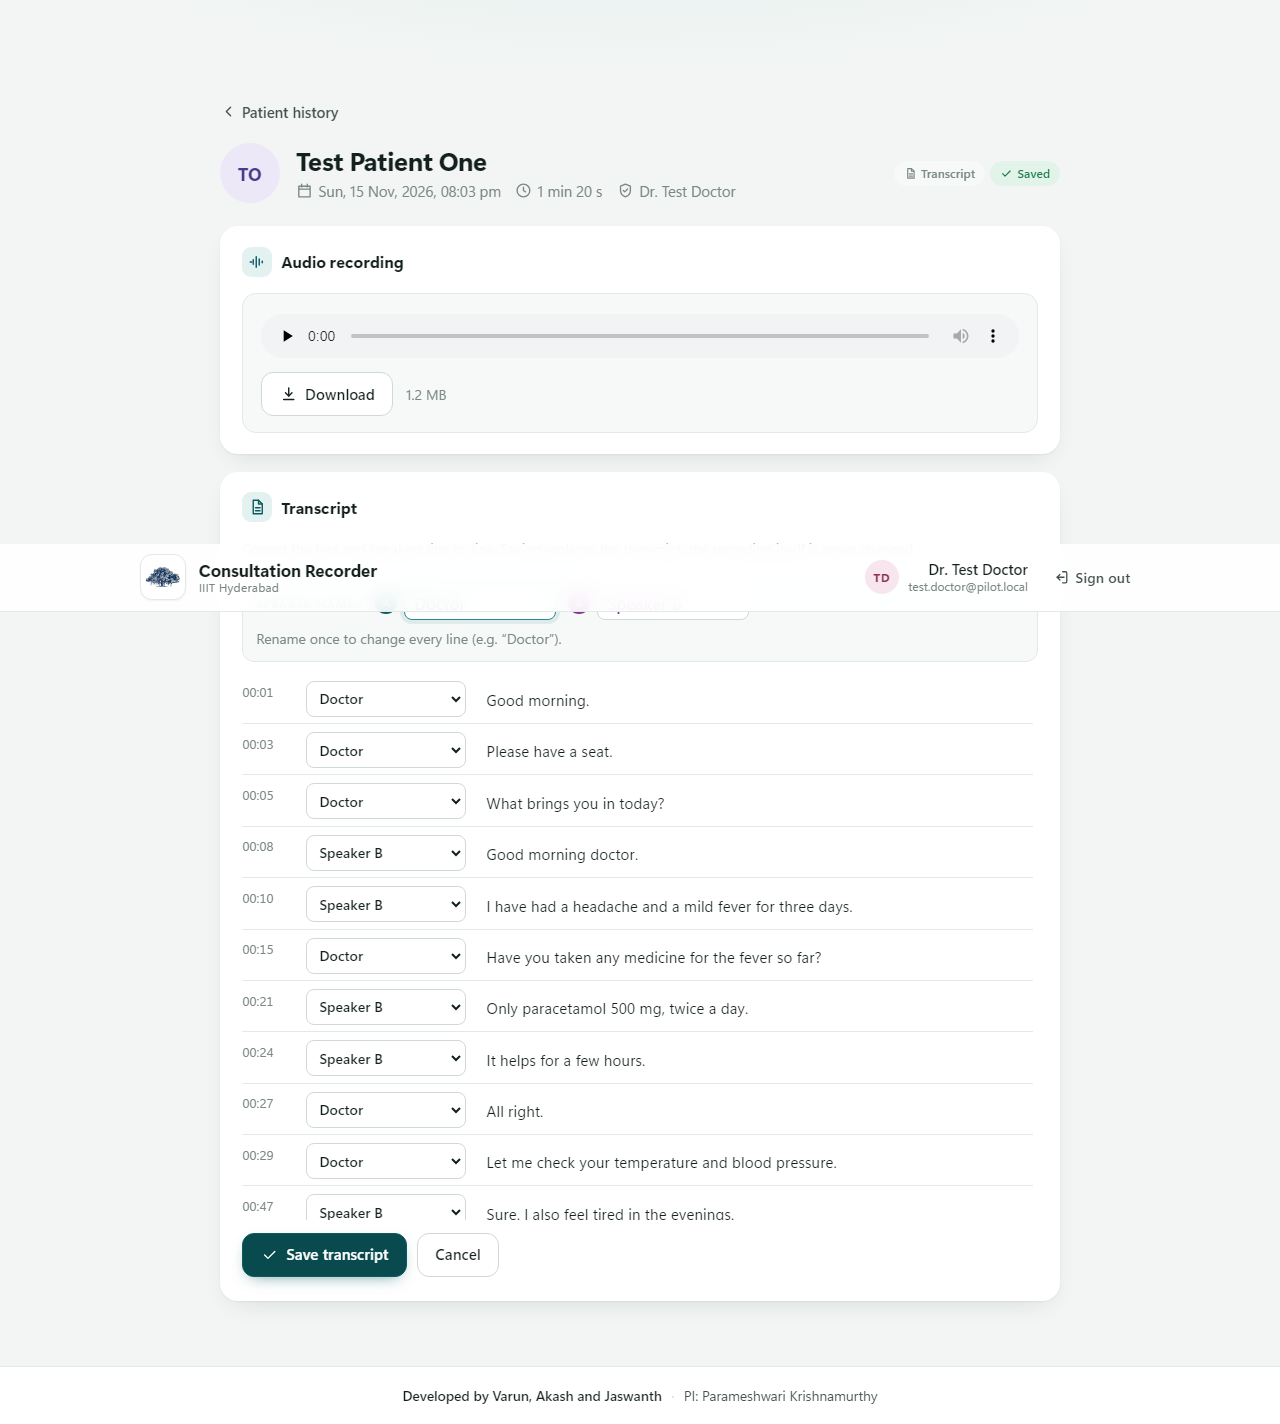 Patient history
TO
Test Patient One
Sun, 15 Nov, 2026, 08:03 pm 1 min 20 s Dr. Test Doctor
Transcript Saved
Audio recording
0:00
Download 1.2 MB
Transcript
Consultation Recorder
IIIT Hyderabad
TD
Dr. Test Doctor
test.doctor@pilot.local
Sign out
Rename once to change every line (e.g. “Doctor”).
00:01 Doctor Good morning.
00:03 Doctor Please have a seat.
00:05 Doctor What brings you in today?
00:08 Speaker B Good morning doctor.
00:10 Speaker B I have had a headache and a mild fever for three days.
00:15 Doctor Have you taken any medicine for the fever so far?
00:21 Speaker B Only paracetamol 500 mg, twice a day.
00:24 Speaker B It helps for a few hours.
00:27 Doctor All right.
00:29 Doctor Let me check your temperature and blood pressure.
00:47 Speaker B Sure. I also feel tired in the evenings.
Save transcript Cancel
Developed by Varun, Akash and Jaswanth · PI: Parameshwari Krishnamurthy